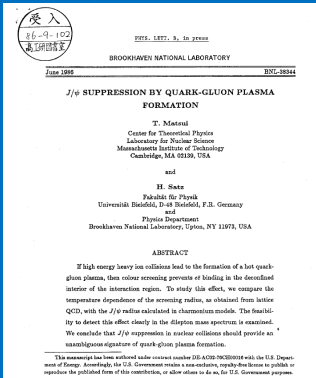 受入
86-9-102
高工研図書室
PHYS. LETT. B, in press
BROOKHAVEN NATIONAL LABORATORY
June 1986 BNL-38344
J/ψ SUPPRESSION BY QUARK-GLUON PLASMA
FORMATION
T. Matsui
Center for Theoretical Physics
Laboratory for Nuclear Science
Massachusetts Institute of Technology
Cambridge, MA 02139, USA
and
H. Satz
Fakultät für Physik
Universität Bielefeld, D-48 Bielefeld, F.R. Germany
and
Physics Department
Brookhaven National Laboratory, Upton, NY 11973, USA
ABSTRACT
If high energy heavy ion collisions lead to the formation of a hot quark-
gluon plasma, then colour screening prevents cc̄ binding in the deconfined
interior of the interaction region. To study this effect, we compare the
temperature dependence of the screening radius, as obtained from lattice
QCD, with the J/ψ radius calculated in charmonium models. The feasibil-
ity to detect this effect clearly in the dilepton mass spectrum is examined.
We conclude that J/ψ suppression in nuclear collisions should provide an
unambiguous signature of quark-gluon plasma formation.
This manuscript has been authored under contract number DE-AC02-76CH00016 with the U.S. Depart-
ment of Energy. Accordingly, the U.S. Government retains a non-exclusive, royalty-free license to publish or
reproduce the published form of this contribution, or allow others to do so, for U.S. Government purposes.